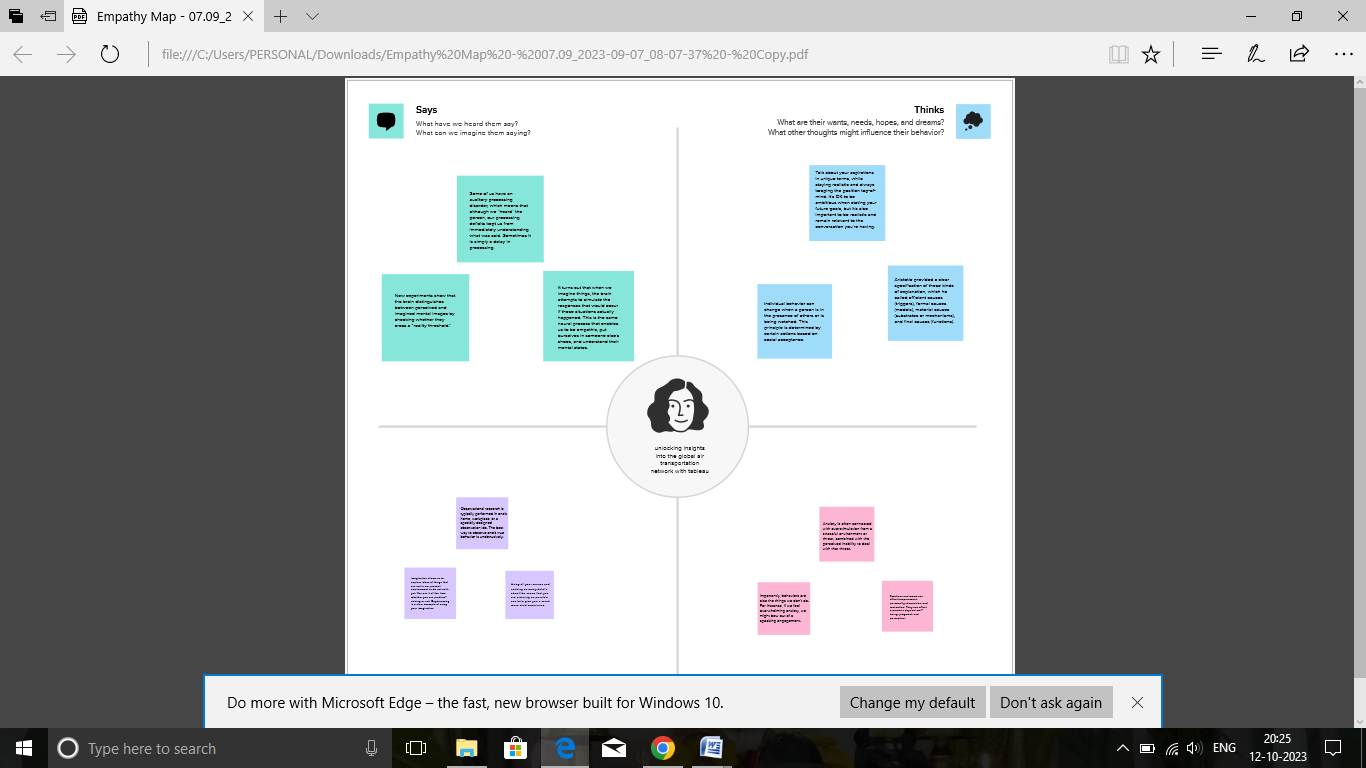 Empathy Map - 07.09_2
file:///C:/Users/PERSONAL/Downloads/Empathy%20Map%20-%2007.09_2023-09-07_08-07-37%20-%20Copy.pdf
Says
What have we heard them say?
What can we imagine them saying?
Thinks
What are their wants, needs, hopes, and dreams?
What other thoughts might influence their behavior?
Some of us have an
auditory processing
disorder, which means that
although we "heard" the
person, our processing
deficits kept us from
immediately understanding
what was said. Sometimes it
is simply a delay in
processing.
New experiments show that
the brain distinguishes
between perceived and
imagined mental images by
checking whether they
cross a "reality threshold."
It turns out that when we
imagine things, the brain
attempts to simulate the
responses that would occur
if these situations actually
happened. This is the same
neural process that enables
us to be empathic, put
ourselves in someone else's
shoes, and understand their
mental states.
Talk about your aspirations
in unique terms, while
staying realistic and always
keeping the position top-of-
mind. It's OK to be
ambitious when stating your
future goals, but it's also
important to be realistic and
remain relevant to the
conversation you're having.
Individual behavior can
change when a person is in
the presence of others or is
being watched. This
principle is determined by
certain actions based on
social acceptance.
Aristotle provided a clear
specification of these kinds
of explanation, which he
called efficient causes
(triggers), formal causes
(models), material causes
(substrates or mechanisms),
and final causes (functions).
unlocking insights
into the global air
transportation
network with tableau
Observational research is
typically performed in one's
home, workplace, or a
specially designed
observation lab. The best
way to observe one's true
behavior is unobtrusively.
Anxiety is often connected
with overstimulation from a
stressful environment or
threat, combined with the
perceived inability to deal
with that threat.
Importantly, behaviors are
also the things we don't do.
For instance, if we feel
overwhelming anxiety, we
might bow out of a
speaking engagement.
Do more with Microsoft Edge – the fast, new browser built for Windows 10.
Change my default
Don't ask again
Type here to search
ENG
20:25
12-10-2023